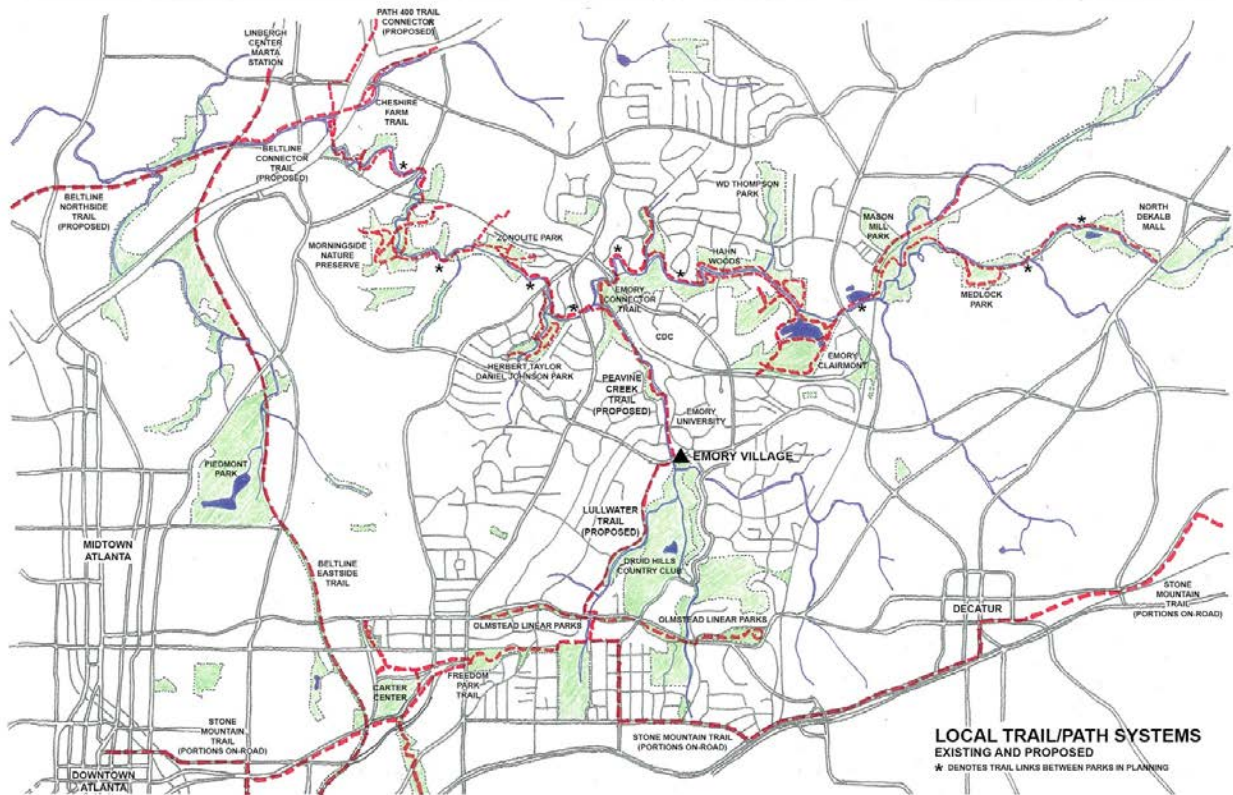 PATH 400 TRAIL
CONNECTOR
(PROPOSED)
LINBERGH
CENTER
MARTA
STATION
CHESHIRE
FARM
TRAIL
BELTLINE
CONNECTOR
TRAIL
(PROPOSED)
BELTLINE
NORTHSIDE
TRAIL
(PROPOSED)
*
WD THOMPSON
PARK
MASON
MILL
PARK
*
NORTH
DEKALB
MALL
MORNINGSIDE
NATURE
PRESERVE
ZONOLITE PARK
*
*
*
*
HAHN
WOODS
*
*
MEDLOCK
PARK
EMORY
CONNECTOR
TRAIL
*
*
CDC
EMORY
CLAIRMONT
HERBERT TAYLOR
DANIEL JOHNSON PARK
PEAVINE
CREEK
TRAIL
(PROPOSED)
EMORY
UNIVERSITY
EMORY VILLAGE
PIEDMONT
PARK
LULLWATER
TRAIL
(PROPOSED)
MIDTOWN
ATLANTA
BELTLINE
EASTSIDE
TRAIL
DRUID HILLS
COUNTRY CLUB
STONE
MOUNTAIN
TRAIL
(PORTIONS ON-ROAD)
DECATUR
OLMSTEAD LINEAR PARKS
OLMSTEAD LINEAR PARKS
CARTER
CENTER
FREEDOM
PARK
TRAIL
STONE
MOUNTAIN
TRAIL
(PORTIONS ON-ROAD)
STONE MOUNTAIN TRAIL
(PORTIONS ON-ROAD)
DOWNTOWN
ATLANTA
LOCAL TRAIL/PATH SYSTEMS
EXISTING AND PROPOSED
* DENOTES TRAIL LINKS BETWEEN PARKS IN PLANNING